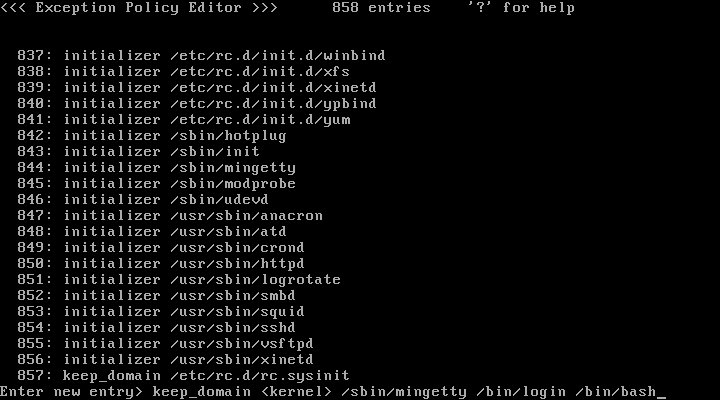 <<< Exception Policy Editor >>>      858 entries    '?' for help
837: initializer /etc/rc.d/init.d/winbind
838: initializer /etc/rc.d/init.d/xfs
839: initializer /etc/rc.d/init.d/xinetd
840: initializer /etc/rc.d/init.d/ypbind
841: initializer /etc/rc.d/init.d/yum
842: initializer /sbin/hotplug
843: initializer /sbin/init
844: initializer /sbin/mingetty
845: initializer /sbin/modprobe
846: initializer /sbin/udevd
847: initializer /usr/sbin/anacron
848: initializer /usr/sbin/atd
849: initializer /usr/sbin/crond
850: initializer /usr/sbin/httpd
851: initializer /usr/sbin/logrotate
852: initializer /usr/sbin/smbd
853: initializer /usr/sbin/squid
854: initializer /usr/sbin/sshd
855: initializer /usr/sbin/vsftpd
856: initializer /usr/sbin/xinetd
857: keep_domain /etc/rc.d/rc.sysinit
Enter new entry> keep_domain <kernel> /sbin/mingetty /bin/login /bin/bash_